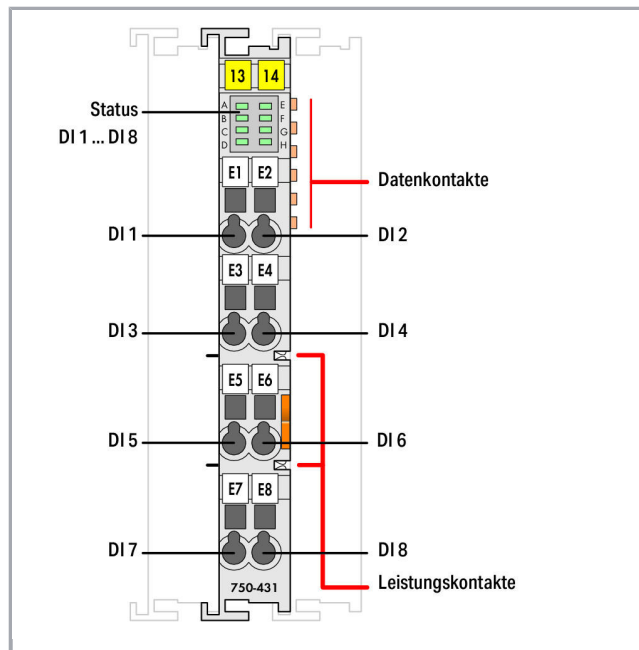 13 14
Status
DI 1 ... DI 8
A E
B F
C G
D H
E1 E2
Datenkontakte
DI 1 DI 2
E3 E4
DI 3 DI 4
E5 E6
DI 5 DI 6
E7 E8
DI 7 DI 8
750-431
Leistungskontakte